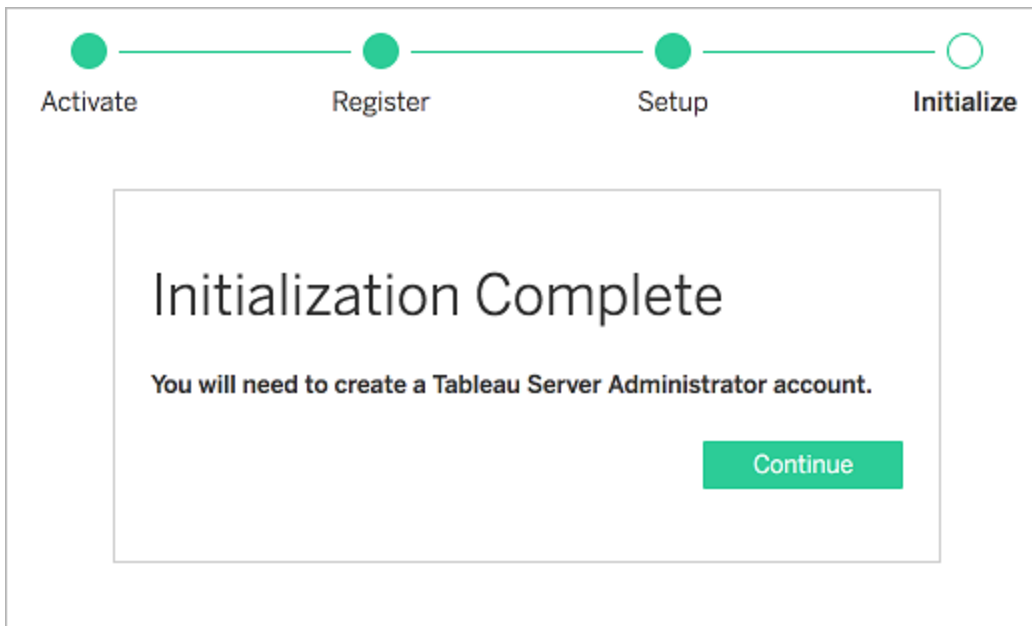 Activate Register Setup Initialize
Initialization Complete
You will need to create a Tableau Server Administrator account.
Continue